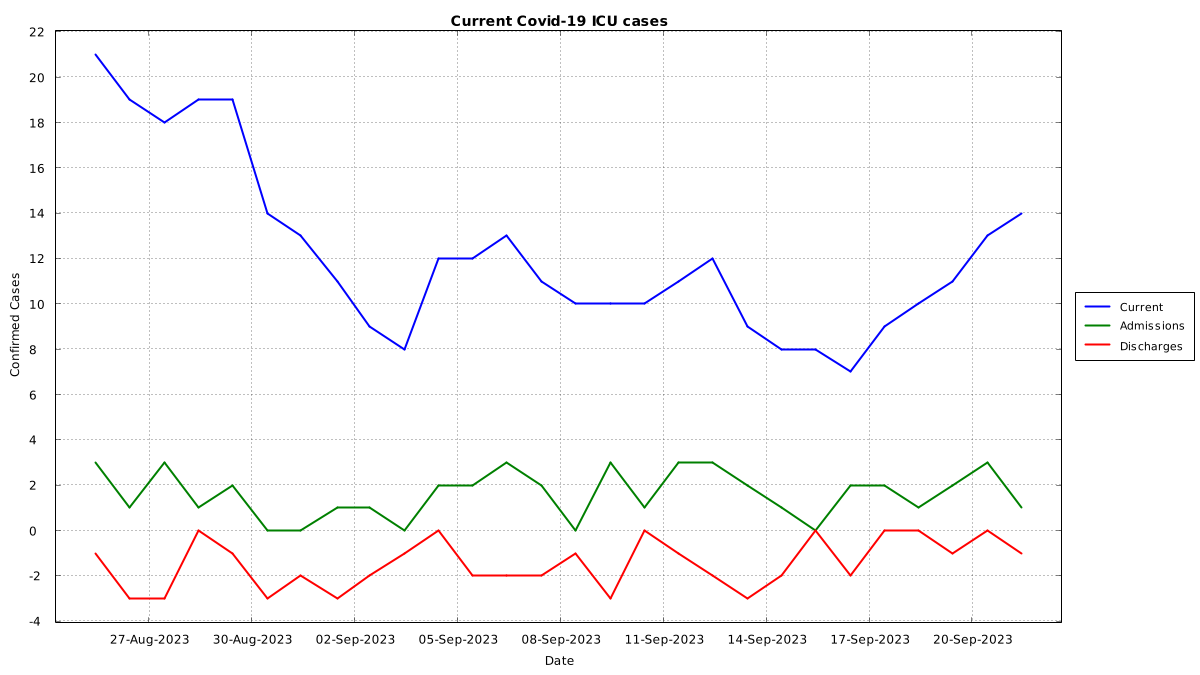 Current Covid-19 ICU cases
22
20
18
16
14
12
10
8
6
4
2
0
-2
-4
Confirmed Cases
27-Aug-2023 30-Aug-2023 02-Sep-2023 05-Sep-2023 08-Sep-2023 11-Sep-2023 14-Sep-2023 17-Sep-2023 20-Sep-2023
Date
Current
Admissions
Discharges